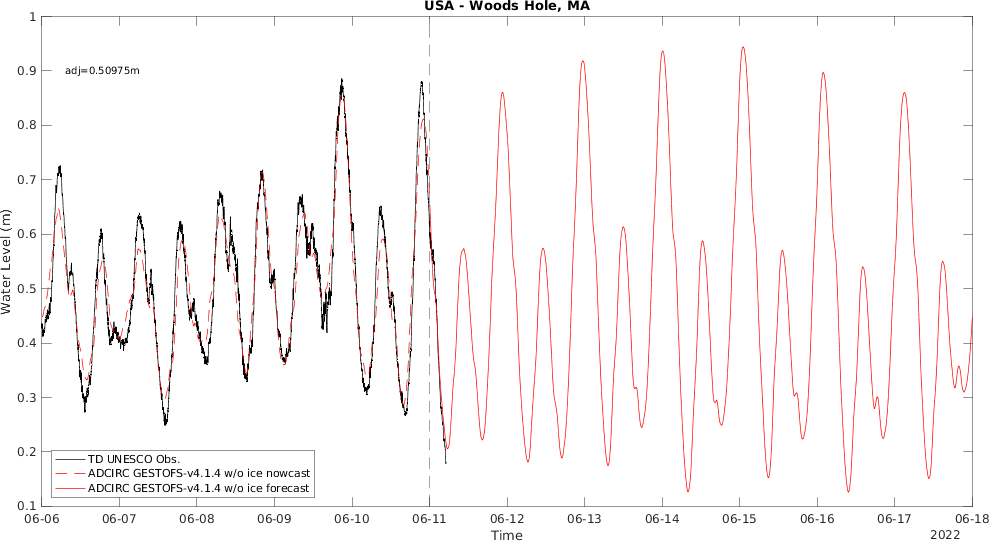 USA - Woods Hole, MA
adj=0.50975m
Water Level (m)
1
0.9
0.8
0.7
0.6
0.5
0.4
0.3
0.2
0.1
TD UNESCO Obs.
ADCIRC GESTOFS-v4.1.4 w/o ice nowcast
ADCIRC GESTOFS-v4.1.4 w/o ice forecast
06-06 06-07 06-08 06-09 06-10 06-11 06-12 06-13 06-14 06-15 06-16 06-17 06-18
Time
2022